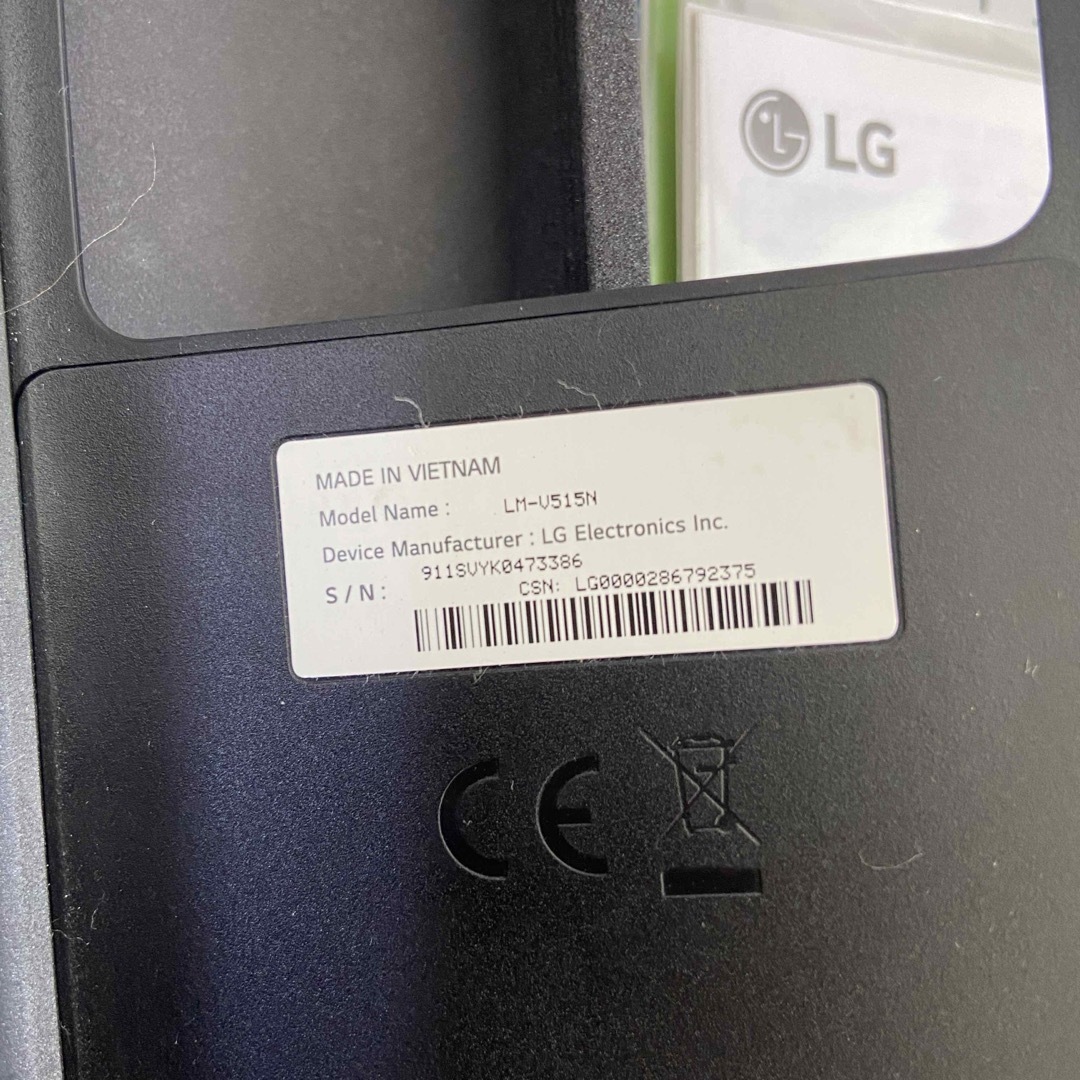 LG
MADE IN VIETNAM
Model Name : LM-V515N
Device Manufacturer : LG Electronics Inc.
S / N : 911SVYK0473386
CSN: LG0000286792375
CE